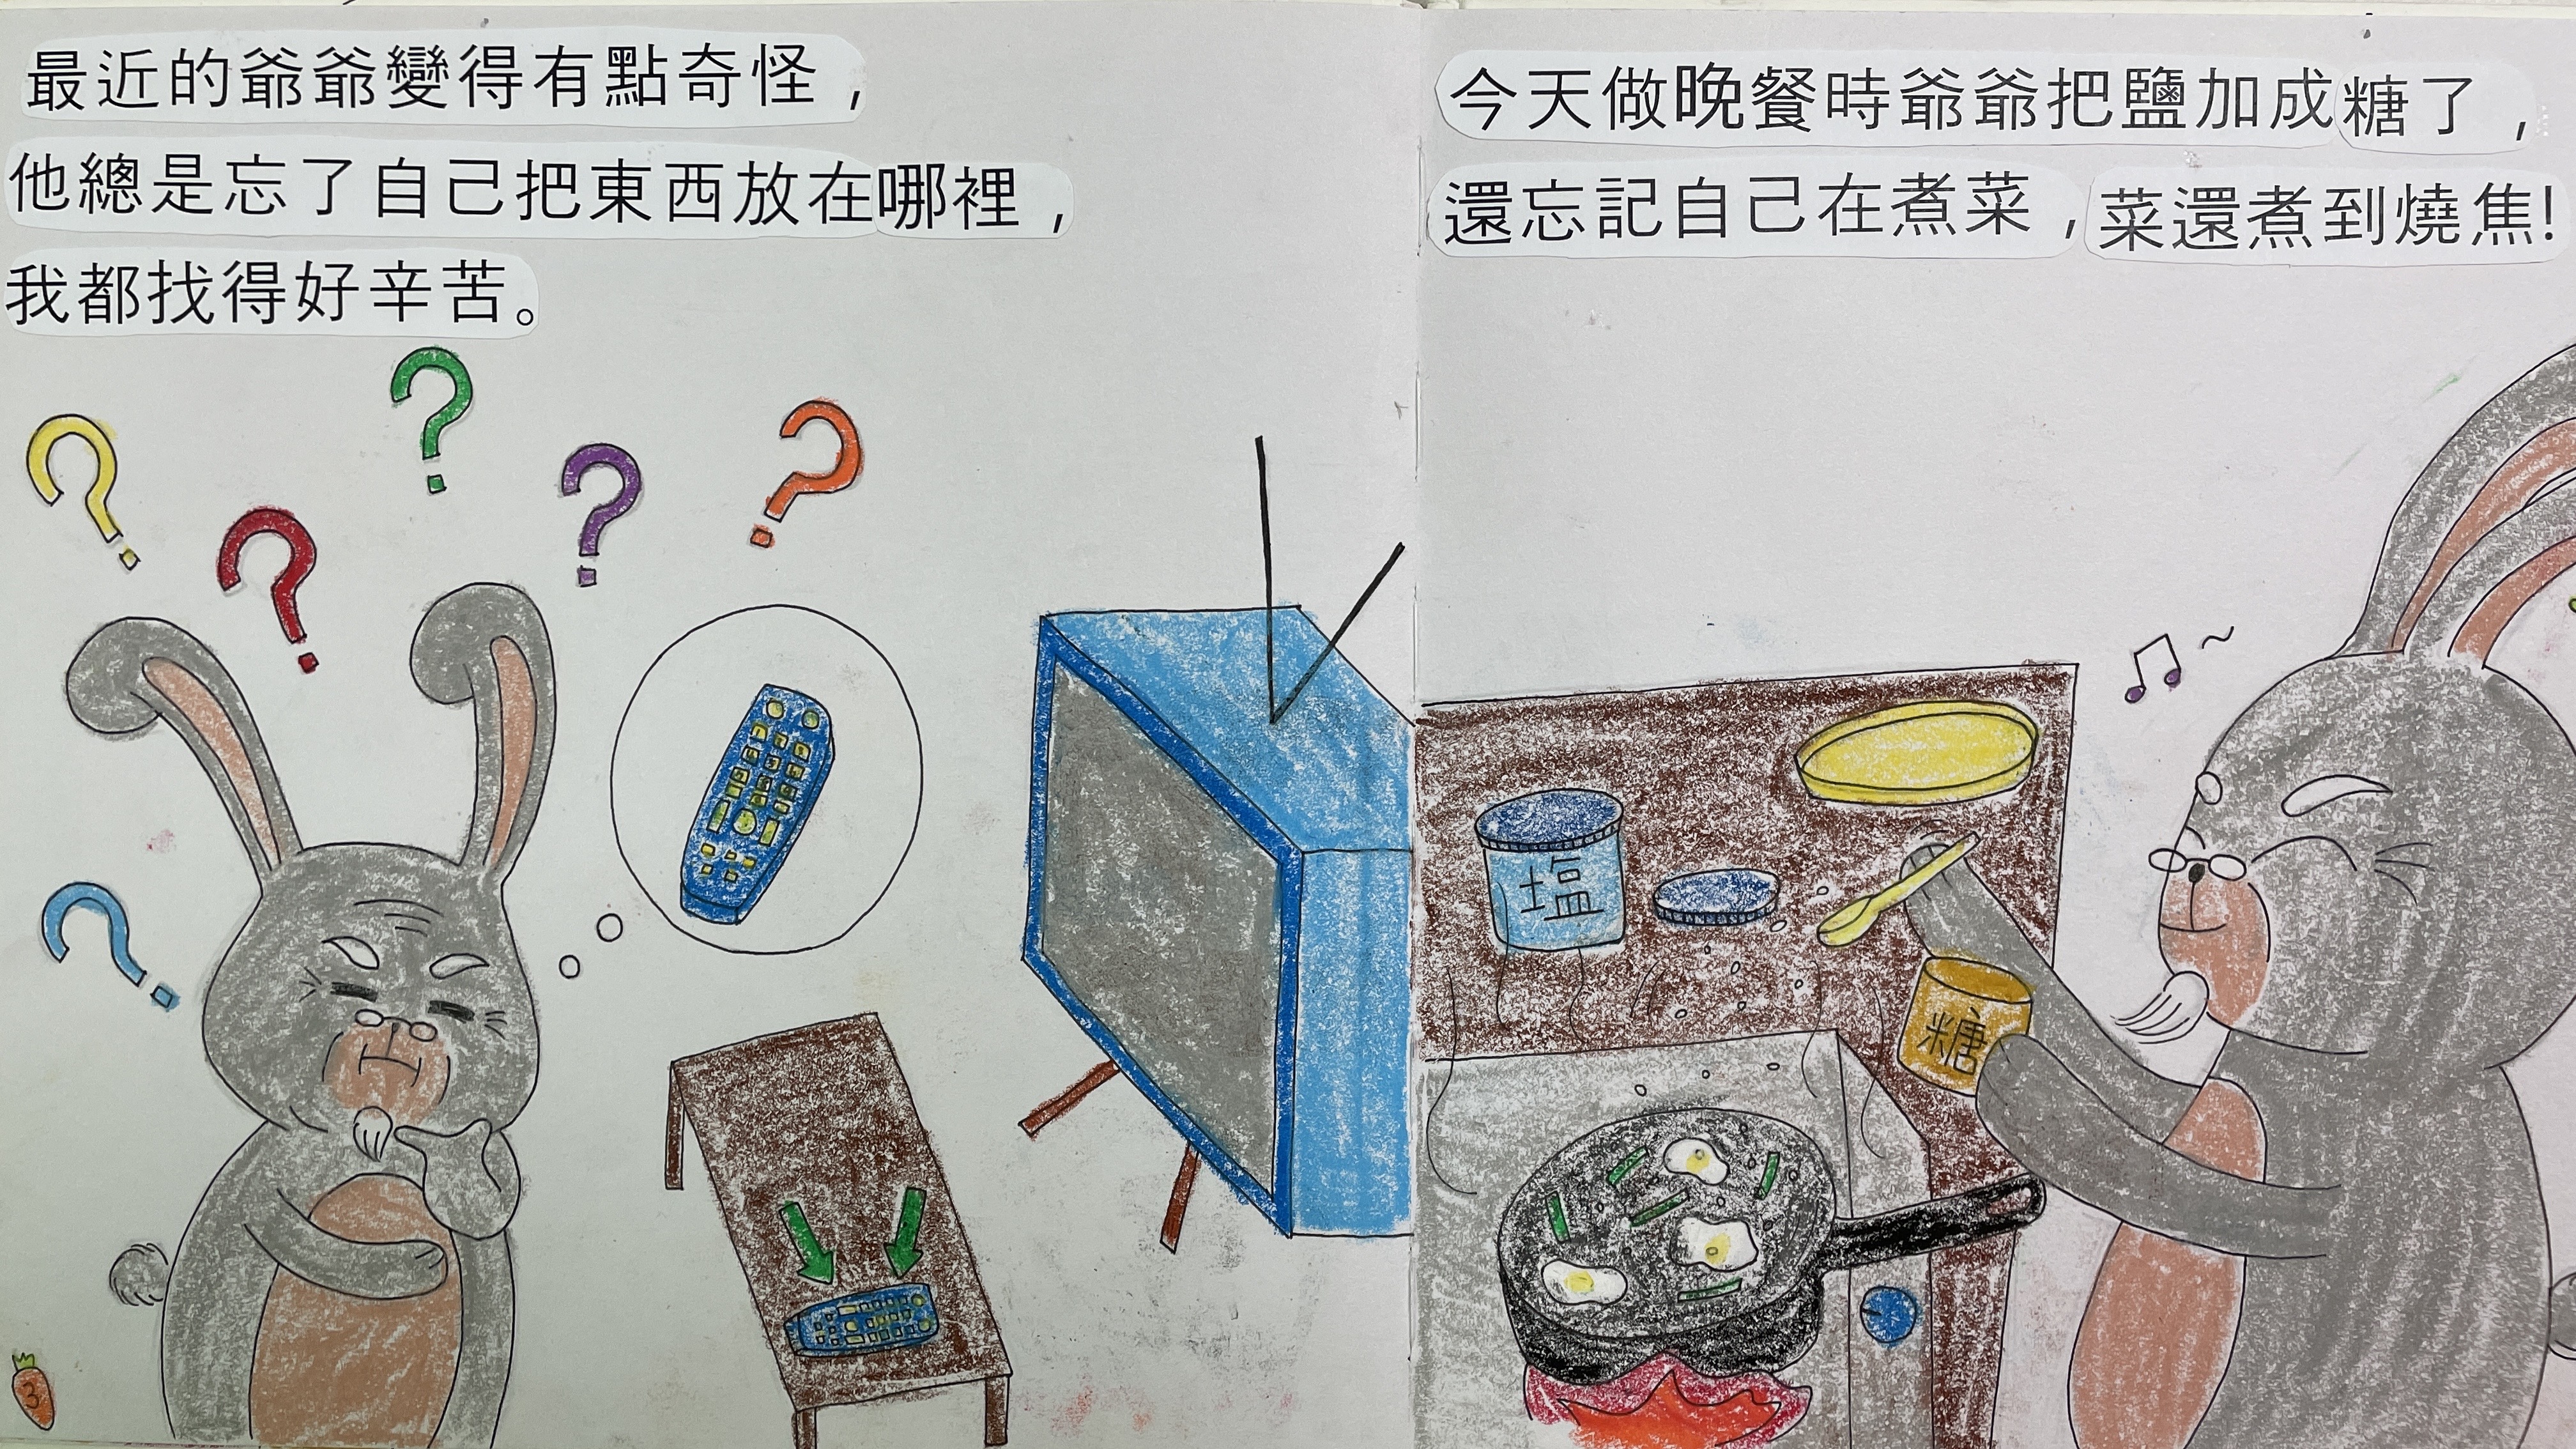 最近的爺爺變得有點奇怪，
他總是忘了自己把東西放在哪裡，
我都找得好辛苦。
今天做晚餐時爺爺把鹽加成糖了，
還忘記自己在煮菜，菜還煮到燒焦!
塩
糖
3